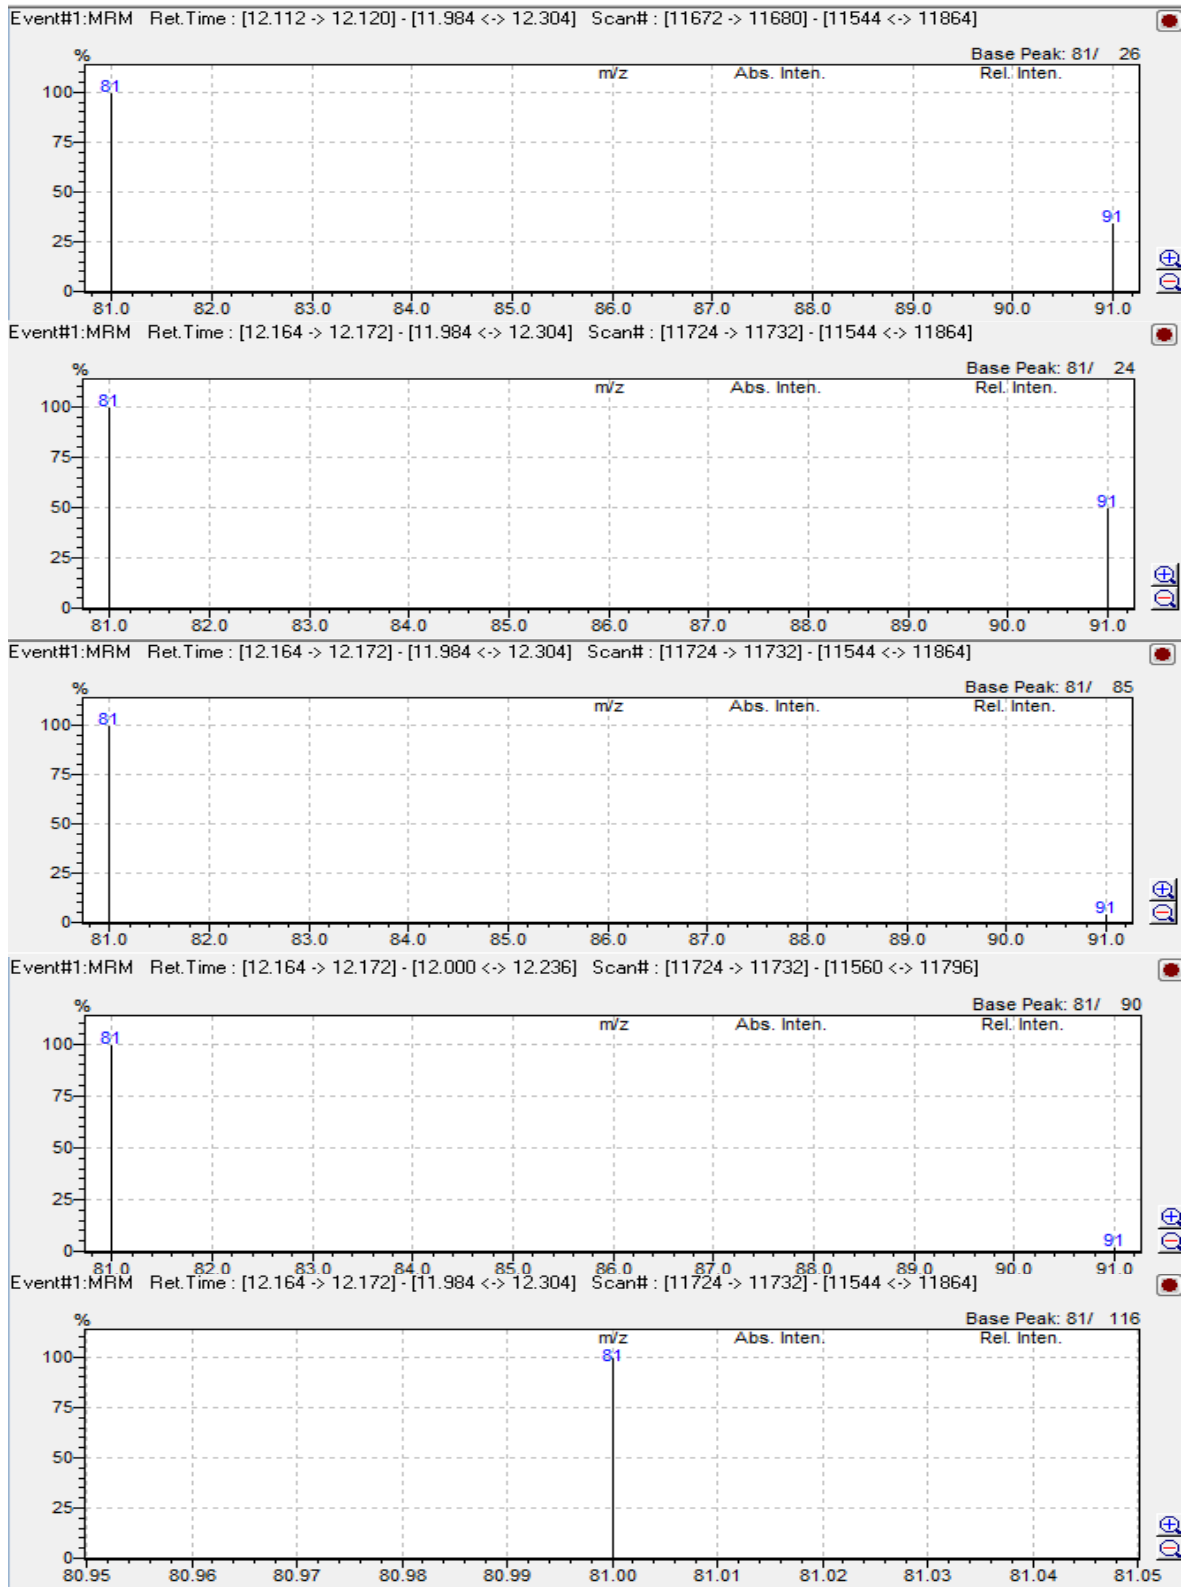 Event#1:MRM Ret.Time : [12.112 -> 12.120] - [11.984 <-> 12.304] Scan# : [11672 -> 11680] - [11544 <-> 11864]
% Base Peak: 81/ 26
m/z Abs. Inten. Rel. Inten.
81
100
75
50
91
25
0
81.0 82.0 83.0 84.0 85.0 86.0 87.0 88.0 89.0 90.0 91.0
Event#1:MRM Ret.Time : [12.164 -> 12.172] - [11.984 <-> 12.304] Scan# : [11724 -> 11732] - [11544 <-> 11864]
% Base Peak: 81/ 24
m/z Abs. Inten. Rel. Inten.
81
100
75
50 91
25
0
81.0 82.0 83.0 84.0 85.0 86.0 87.0 88.0 89.0 90.0 91.0
Event#1:MRM Ret.Time : [12.164 -> 12.172] - [11.984 <-> 12.304] Scan# : [11724 -> 11732] - [11544 <-> 11864]
% Base Peak: 81/ 85
m/z Abs. Inten. Rel. Inten.
81
100
75
50
25
91
0
81.0 82.0 83.0 84.0 85.0 86.0 87.0 88.0 89.0 90.0 91.0
Event#1:MRM Ret.Time : [12.164 -> 12.172] - [12.000 <-> 12.236] Scan# : [11724 -> 11732] - [11560 <-> 11796]
% Base Peak: 81/ 90
m/z Abs. Inten. Rel. Inten.
81
100
75
50
25
91
0
81.0 82.0 83.0 84.0 85.0 86.0 87.0 88.0 89.0 90.0 91.0
Event#1:MRM Ret.Time : [12.164 -> 12.172] - [11.984 <-> 12.304] Scan# : [11724 -> 11732] - [11544 <-> 11864]
% Base Peak: 81/ 116
m/z Abs. Inten. Rel. Inten.
81
100
75
50
25
0
80.95 80.96 80.97 80.98 80.99 81.00 81.01 81.02 81.03 81.04 81.05